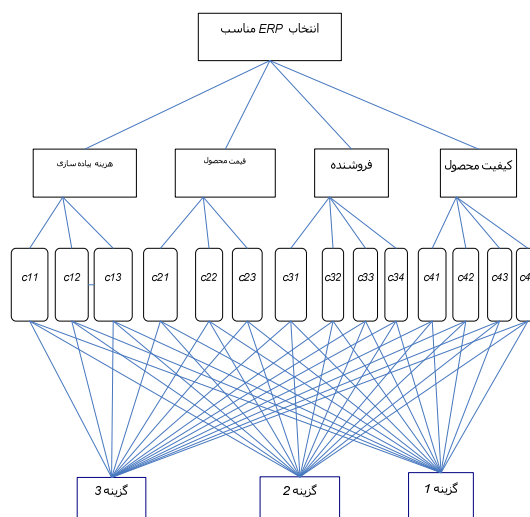 انتخاب ERP مناسب
کیفیت محصول
فروشنده
قیمت محصول
هزینه پیاده سازی
c11 c12 c13 c21 c22 c23 c31 c32 c33 c34 c41 c42 c43 c4
گزینه 1
گزینه 2
گزینه 3